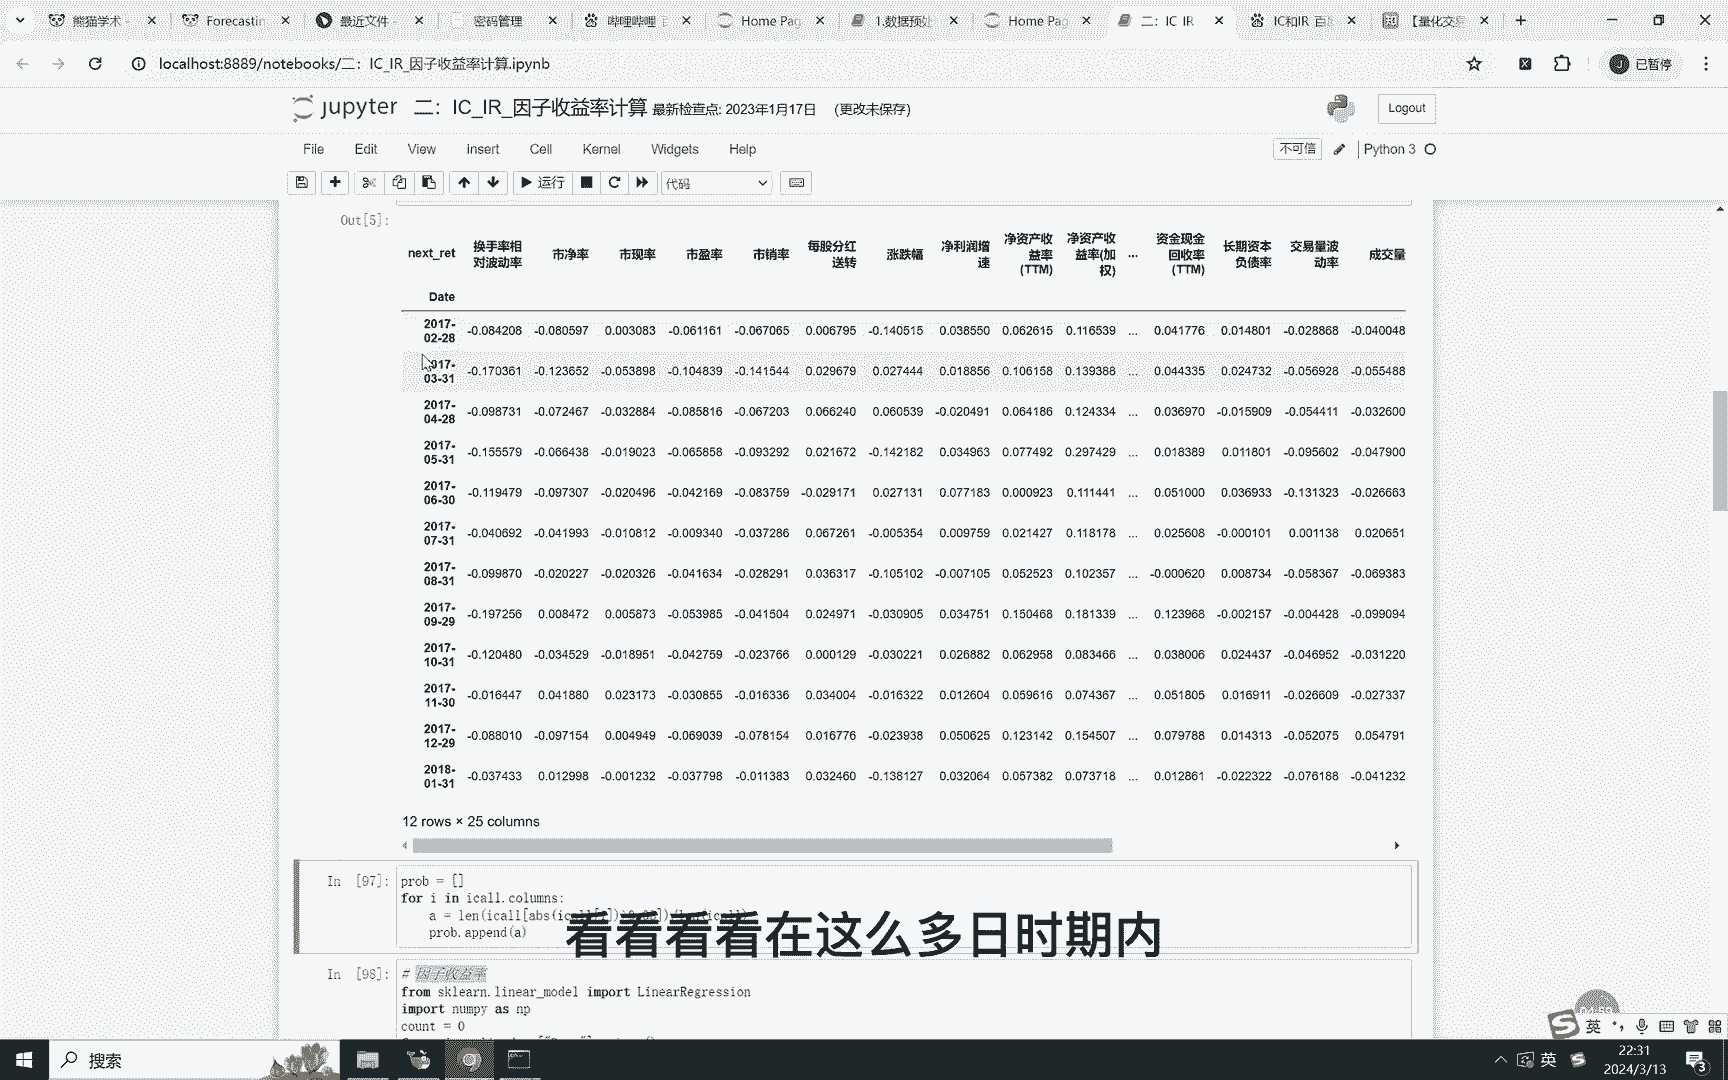 熊猫学术 -
Forecastin
最近文件 -
密码管理
哔哩哔哩
Home Pag
1.数据预处
Home Pag
二：IC_IR
IC和IR 百
【量化交易
localhost:8889/notebooks/二：IC_IR_因子收益率计算.ipynb
已暂停
jupyter 二：IC_IR_因子收益率计算 最新检查点: 2023年1月17日 (更改未保存)
Logout
File Edit View Insert Cell Kernel Widgets Help
不可信 Python 3
运行 代码
Out[5]:
next_ret 换手率相对波动率 市净率 市现率 市盈率 市销率 每股分红送转 涨跌幅 净利润增速 净资产收益率(TTM) 净资产收益率(加权) ... 资金现金回收率(TTM) 长期资本负债率 交易量波动率 成交量
Date
2017-02-28 -0.084208 -0.080597 0.003083 -0.061161 -0.067065 0.006795 -0.140515 0.038550 0.062615 0.116539 ... 0.041776 0.014801 -0.028868 -0.040048
2017-03-31 -0.170361 -0.123652 -0.053898 -0.104839 -0.141544 0.029679 0.027444 0.018856 0.106158 0.139388 ... 0.044335 0.024732 -0.056928 -0.055488
2017-04-28 -0.098731 -0.072467 -0.032884 -0.085816 -0.067203 0.066240 0.060539 -0.020491 0.064186 0.124334 ... 0.036970 -0.015909 -0.054411 -0.032600
2017-05-31 -0.155579 -0.066438 -0.019023 -0.065858 -0.093292 0.021672 -0.142182 0.034963 0.077492 0.297429 ... 0.018389 0.011801 -0.095602 -0.047900
2017-06-30 -0.119479 -0.097307 -0.020496 -0.042169 -0.083759 -0.029171 0.027131 0.077183 0.000923 0.111441 ... 0.051000 0.036933 -0.131323 -0.026663
2017-07-31 -0.040692 -0.041993 -0.010812 -0.009340 -0.037286 0.067261 -0.005354 0.009759 0.021427 0.118178 ... 0.025608 -0.000101 0.001138 0.020651
2017-08-31 -0.099870 -0.020227 -0.020326 -0.041634 -0.028291 0.036317 -0.105102 -0.007105 0.052523 0.102357 ... -0.000620 0.008734 -0.058367 -0.069383
2017-09-29 -0.197256 0.008472 0.005873 -0.053985 -0.041504 0.024971 -0.030905 0.034751 0.150468 0.181339 ... 0.123968 -0.002157 -0.004428 -0.099094
2017-10-31 -0.120480 -0.034529 -0.018951 -0.042759 -0.023766 0.000129 -0.030221 0.026882 0.062958 0.083466 ... 0.038006 0.024437 -0.046952 -0.031220
2017-11-30 -0.016447 0.041880 0.023173 -0.030855 -0.016336 0.034004 -0.016322 0.012604 0.059616 0.074367 ... 0.051805 0.016911 -0.026609 -0.027337
2017-12-29 -0.088010 -0.097154 0.004949 -0.069039 -0.078154 0.016776 -0.023938 0.050625 0.123142 0.154507 ... 0.079788 0.014313 -0.052075 0.054791
2018-01-31 -0.037433 0.012998 -0.001232 -0.037798 -0.011383 0.032460 -0.138127 0.032064 0.057382 0.073718 ... 0.012861 -0.022322 -0.076188 -0.041232
12 rows × 25 columns
In [97]: prob = []
for i in icall.columns:
a = len(icall[abs(
prob.append(a)
看看看看在这么多日时期内
In [98]: # 因子收益率
from sklearn.linear_model import LinearRegression
import numpy as np
count = 0
英
搜索
英
22:31
2024/3/13
3